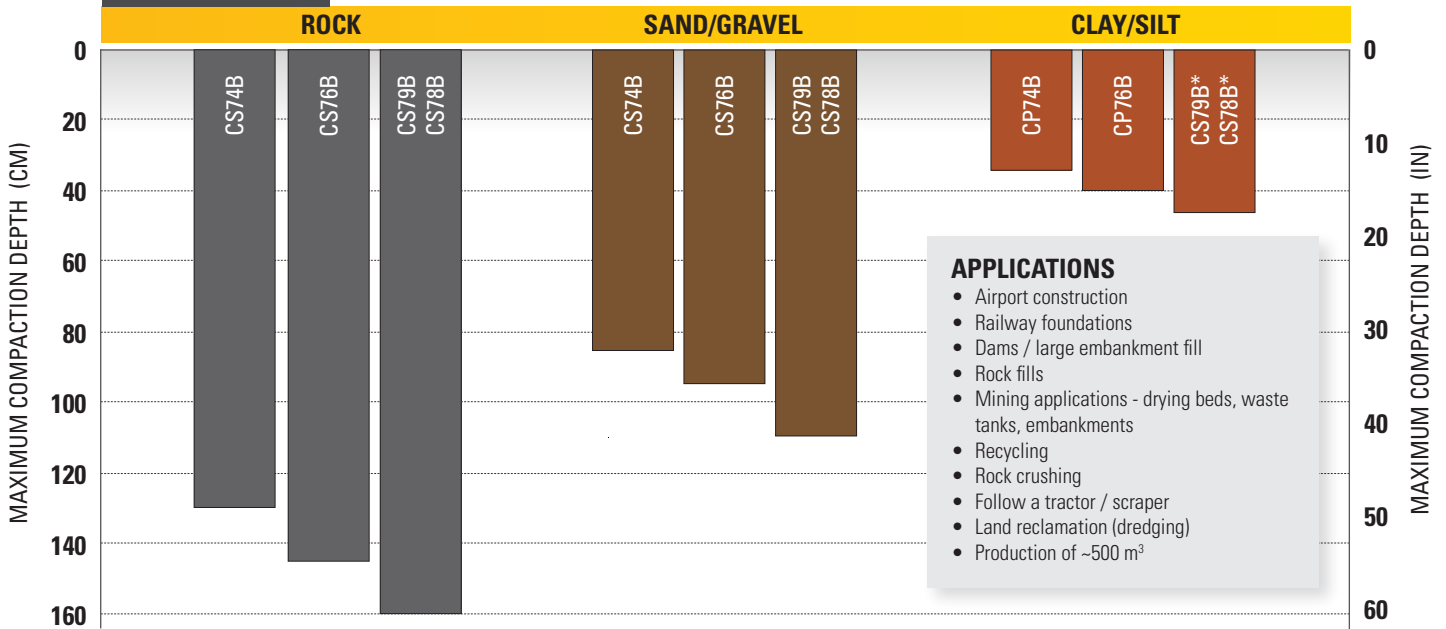 ROCK
SAND/GRAVEL
CLAY/SILT
MAXIMUM COMPACTION DEPTH (CM)
0
20
40
60
80
100
120
140
160
CS74B
CS76B
CS79B
CS78B
CS74B
CS76B
CS79B
CS78B
CP74B
CP76B
CS79B*
CS78B*
0
10
20
30
40
50
60
MAXIMUM COMPACTION DEPTH (IN)
APPLICATIONS
• Airport construction
• Railway foundations
• Dams / large embankment fill
• Rock fills
• Mining applications - drying beds, waste
tanks, embankments
• Recycling
• Rock crushing
• Follow a tractor / scraper
• Land reclamation (dredging)
• Production of ~500 m³